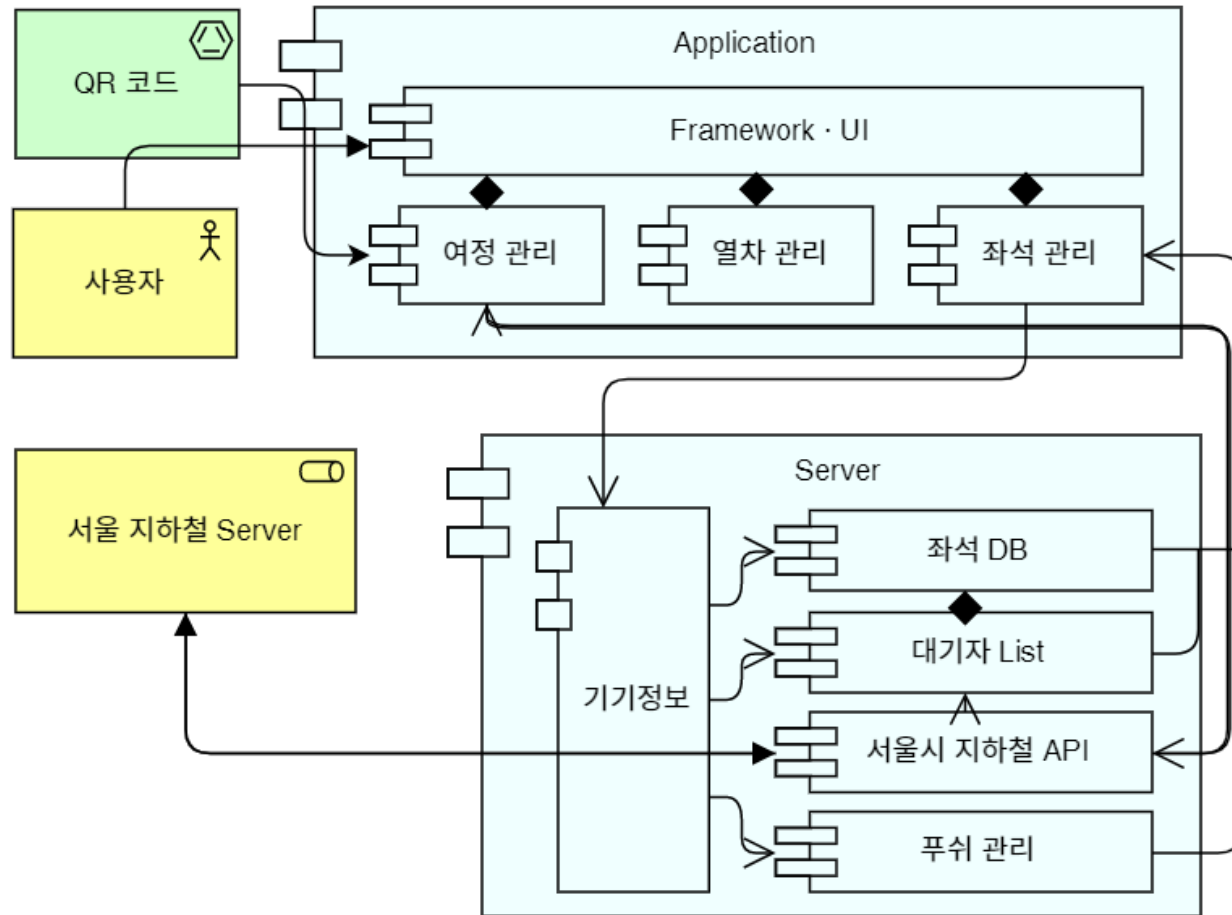 QR 코드
Application
Framework · UI
사용자
여정 관리
열차 관리
좌석 관리
서울 지하철 Server
Server
기기정보
좌석 DB
대기자 List
서울시 지하철 API
푸쉬 관리